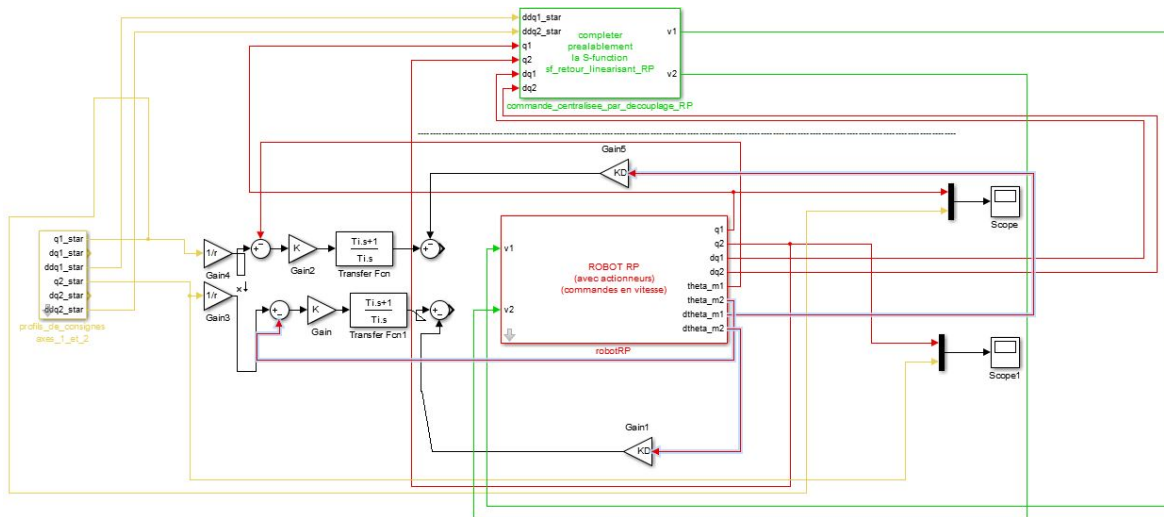 ddq1_star
ddq2_star
q1
q2
dq1
dq2
completer
prealablement
la S-function
sf_retour_linearisant_RP
v1
v2
commande_centralisee_par_decouplage_RP
Gain5
KD
q1_star
dq1_star
ddq1_star
q2_star
dq2_star
ddq2_star
profils_de_consignes
axes_1_et_2
1/r
Gain4
1/r
Gain3
K
Gain2
Ti.s+1
Ti.s
Transfer Fcn
K
Gain
Ti.s+1
Ti.s
Transfer Fcn1
v1
v2
ROBOT RP
(avec actionneurs)
(commandes en vitesse)
q1
q2
dq1
dq2
theta_m1
theta_m2
dtheta_m1
dtheta_m2
robotRP
Scope
Scope1
Gain1
KD